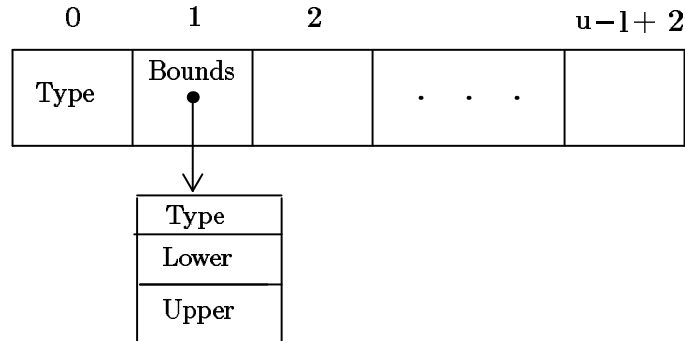 0 1 2 u-l+2
Bounds
Type . . .
Type
Lower
Upper